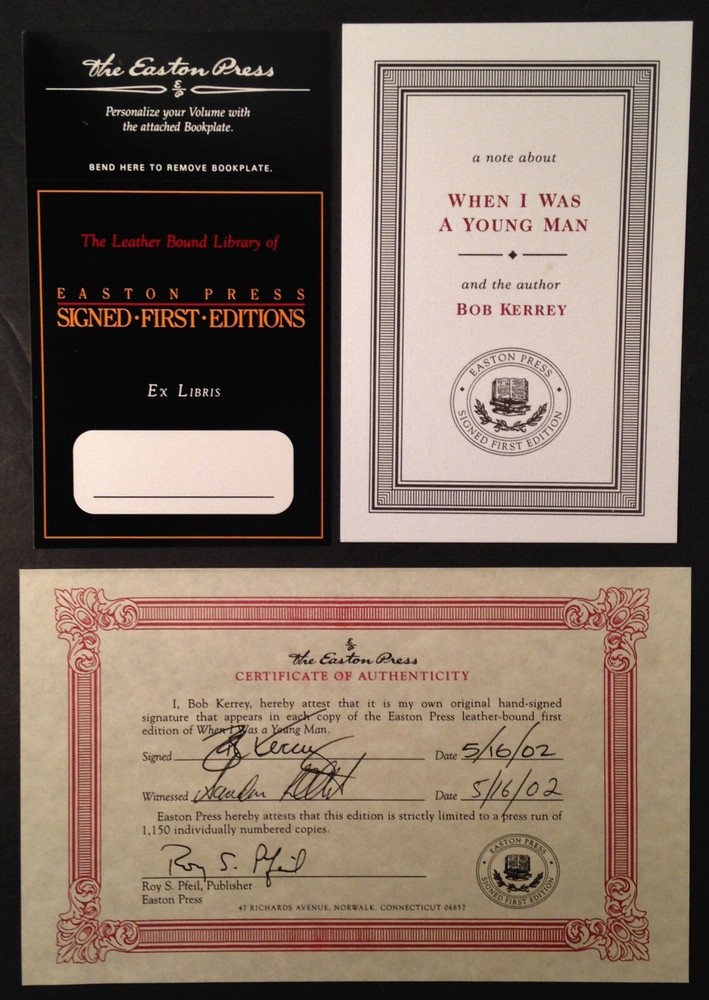 The Easton Press
Personalize your Volume with
the attached Bookplate.
BEND HERE TO REMOVE BOOKPLATE.
The Leather Bound Library of
EASTON PRESS
SIGNED·FIRST·EDITIONS
EX LIBRIS
a note about
WHEN I WAS
A YOUNG MAN
and the author
BOB KERREY
EASTON PRESS
SIGNED FIRST EDITION
The Easton Press
CERTIFICATE OF AUTHENTICITY
I, Bob Kerrey, hereby attest that it is my own original hand-signed
signature that appears in each copy of the Easton Press leather-bound first
edition of When I Was a Young Man.
Signed Bob Kerrey Date 5/16/02
Witnessed Date 5/16/02
Easton Press hereby attests that this edition is strictly limited to a press run of
1,150 individually numbered copies.
Roy S. Pfeil
Roy S. Pfeil, Publisher
Easton Press
47 RICHARDS AVENUE, NORWALK, CONNECTICUT 06857
EASTON PRESS
SIGNED FIRST EDITION